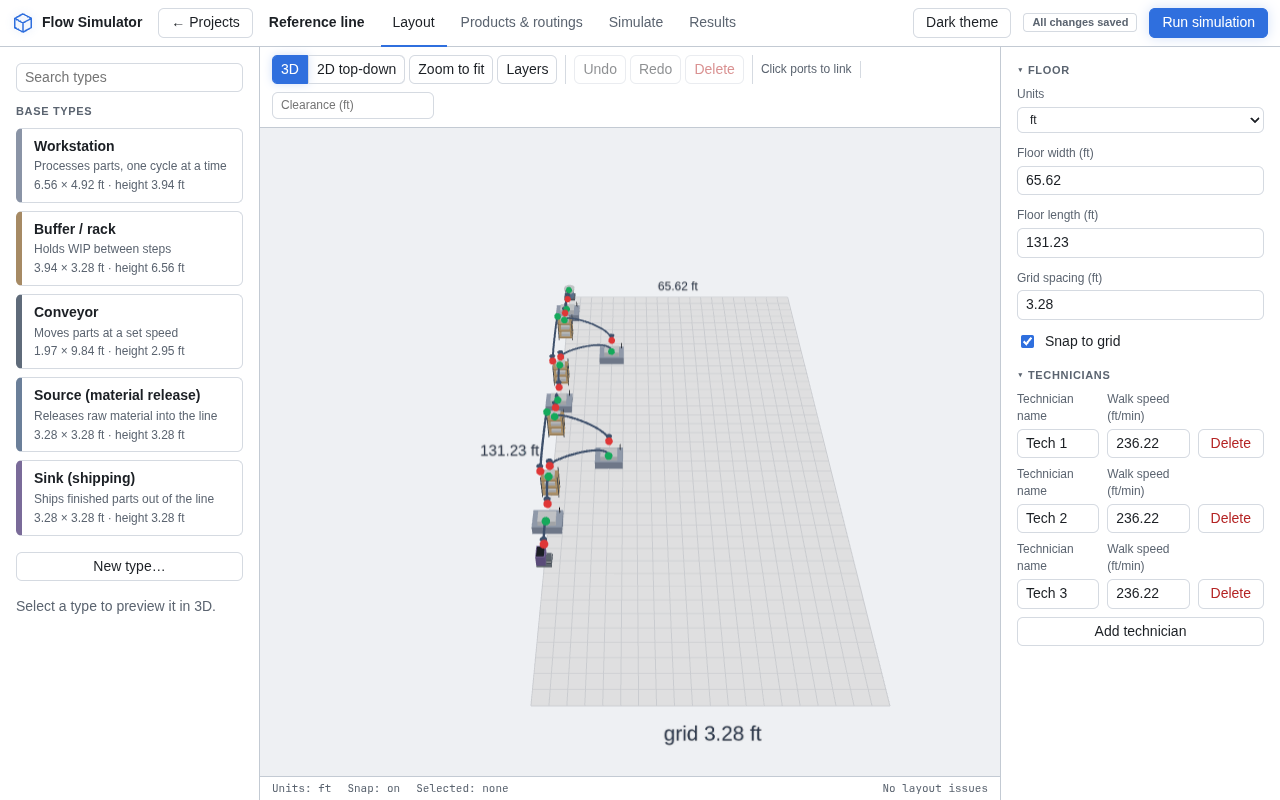 Flow Simulator
← Projects
Reference line
Layout
Products & routings
Simulate
Results
Dark theme
All changes saved
Run simulation
Search types
BASE TYPES
Workstation
Processes parts, one cycle at a time
6.56 × 4.92 ft · height 3.94 ft
Buffer / rack
Holds WIP between steps
3.94 × 3.28 ft · height 6.56 ft
Conveyor
Moves parts at a set speed
1.97 × 9.84 ft · height 2.95 ft
Source (material release)
Releases raw material into the line
3.28 × 3.28 ft · height 3.28 ft
Sink (shipping)
Ships finished parts out of the line
3.28 × 3.28 ft · height 3.28 ft
New type…
Select a type to preview it in 3D.
3D
2D top-down
Zoom to fit
Layers
Undo
Redo
Delete
Click ports to link
Clearance (ft)
65.62 ft
131.23 ft
grid 3.28 ft
Units: ft
Snap: on
Selected: none
No layout issues
FLOOR
Units
ft
Floor width (ft)
65.62
Floor length (ft)
131.23
Grid spacing (ft)
3.28
Snap to grid
TECHNICIANS
Technician name
Walk speed (ft/min)
Tech 1
236.22
Delete
Technician name
Walk speed (ft/min)
Tech 2
236.22
Delete
Technician name
Walk speed (ft/min)
Tech 3
236.22
Delete
Add technician